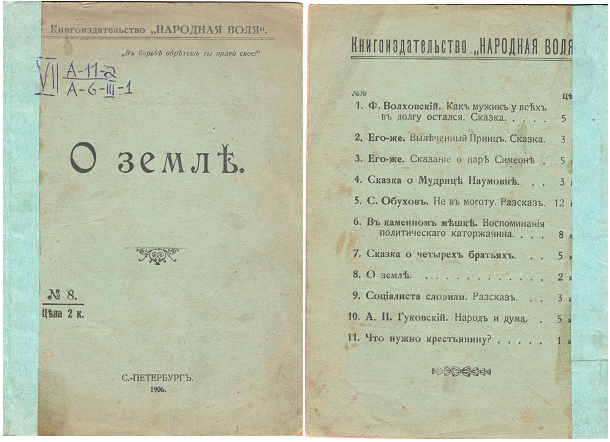 Книгоиздательство „НАРОДНАЯ ВОЛЯ“.
„Въ борьбѣ обрѣтешь ты право свое!“
VII А-11-2
А-6-III-1
О землѣ.
№ 8.
Цѣна 2 к.
С.-ПЕТЕРБУРГЪ.
1906.
Книгоиздательство „НАРОДНАЯ ВОЛЯ
№№ Цѣ
1. Ф. Волховскій. Какъ мужик у всѣхъ
въ долгу остался. Сказка. . . . . 5
2. Его-же. Вылѣченный Принцъ. Сказка. 3
3. Его-же. Сказаніе о царѣ Симеонѣ . 5
4. Сказка о Мудрицѣ Наумовнѣ. . . . 3
5. С. Обуховъ. Не въ моготу. Разсказъ. 12
6. Въ каменномъ мѣшкѣ. Воспоминанія
политическаго каторжанина. . . . 8
7. Сказка о четырехъ братьяхъ. . . . 5
8. О землѣ. . . . . . . . . . 2
9. Соціалиста словили. Разсказъ. . . . 3
10. А. И. Гуковскій. Народъ и дума. . . 5
11. Что нужно крестьянину? . . . . . 1